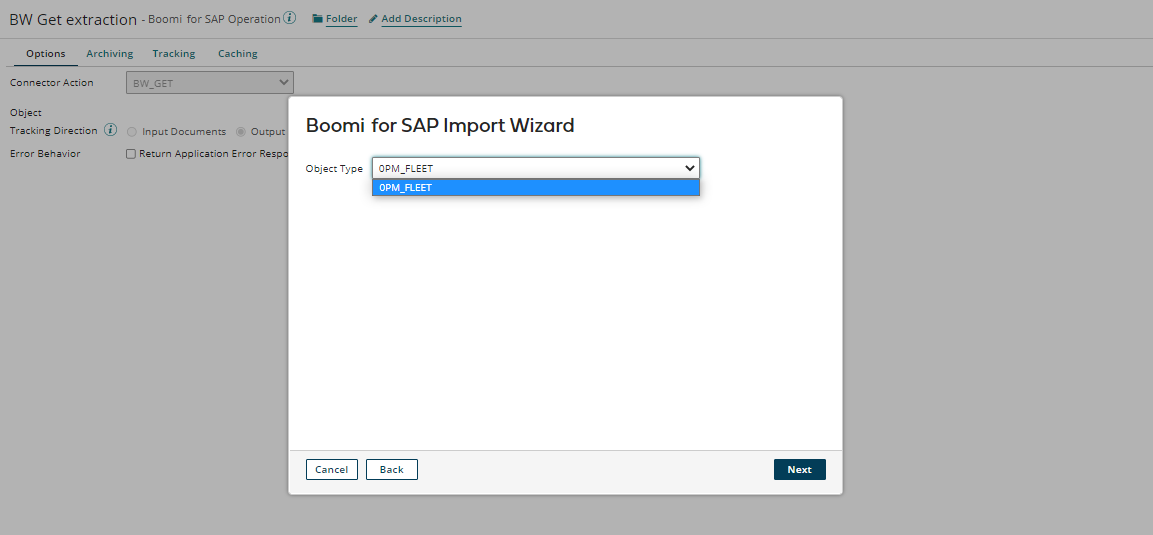 BW Get extraction - Boomi for SAP Operation i Folder Add Description
Options Archiving Tracking Caching
Connector Action BW_GET
Object
Tracking Direction i Input Documents Output
Error Behavior Return Application Error Respo
Boomi for SAP Import Wizard
Object Type 0PM_FLEET
0PM_FLEET
Cancel Back Next